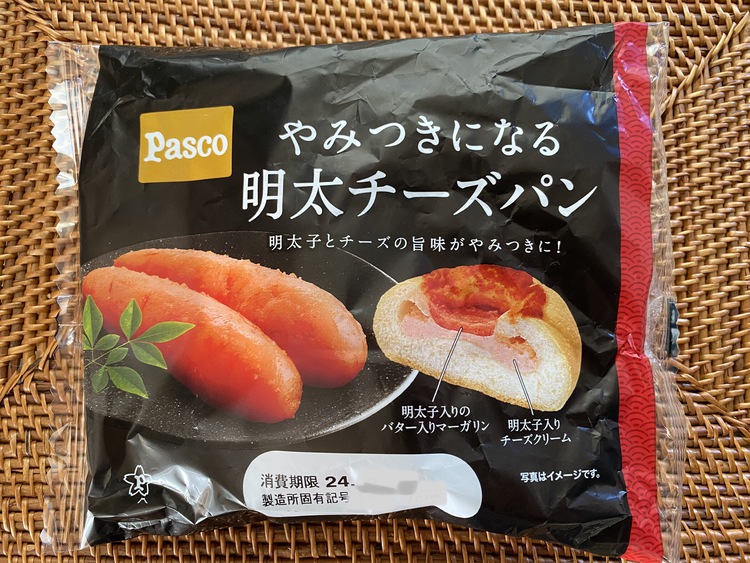 Pasco
やみつきになる
明太チーズパン
明太子とチーズの旨味がやみつきに!
明太子入りの
バター入りマーガリン
明太子入り
チーズクリーム
消費期限 24.
製造所固有記号
写真はイメージです。